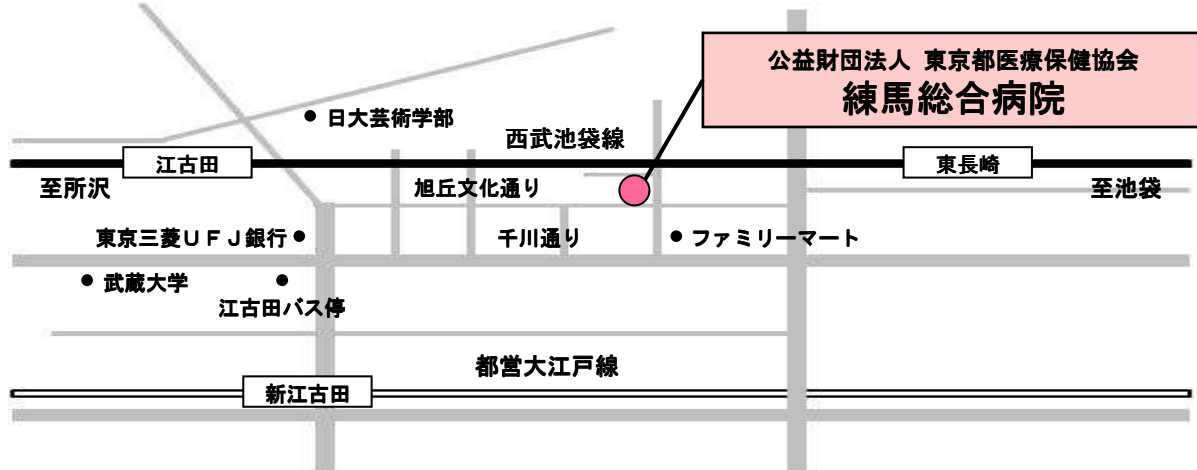 公益財団法人 東京都医療保健協会
練馬総合病院
日大芸術学部
西武池袋線
江古田
東長崎
至所沢
旭丘文化通り
至池袋
東京三菱UFJ銀行
千川通り
ファミリーマート
武蔵大学
江古田バス停
都営大江戸線
新江古田